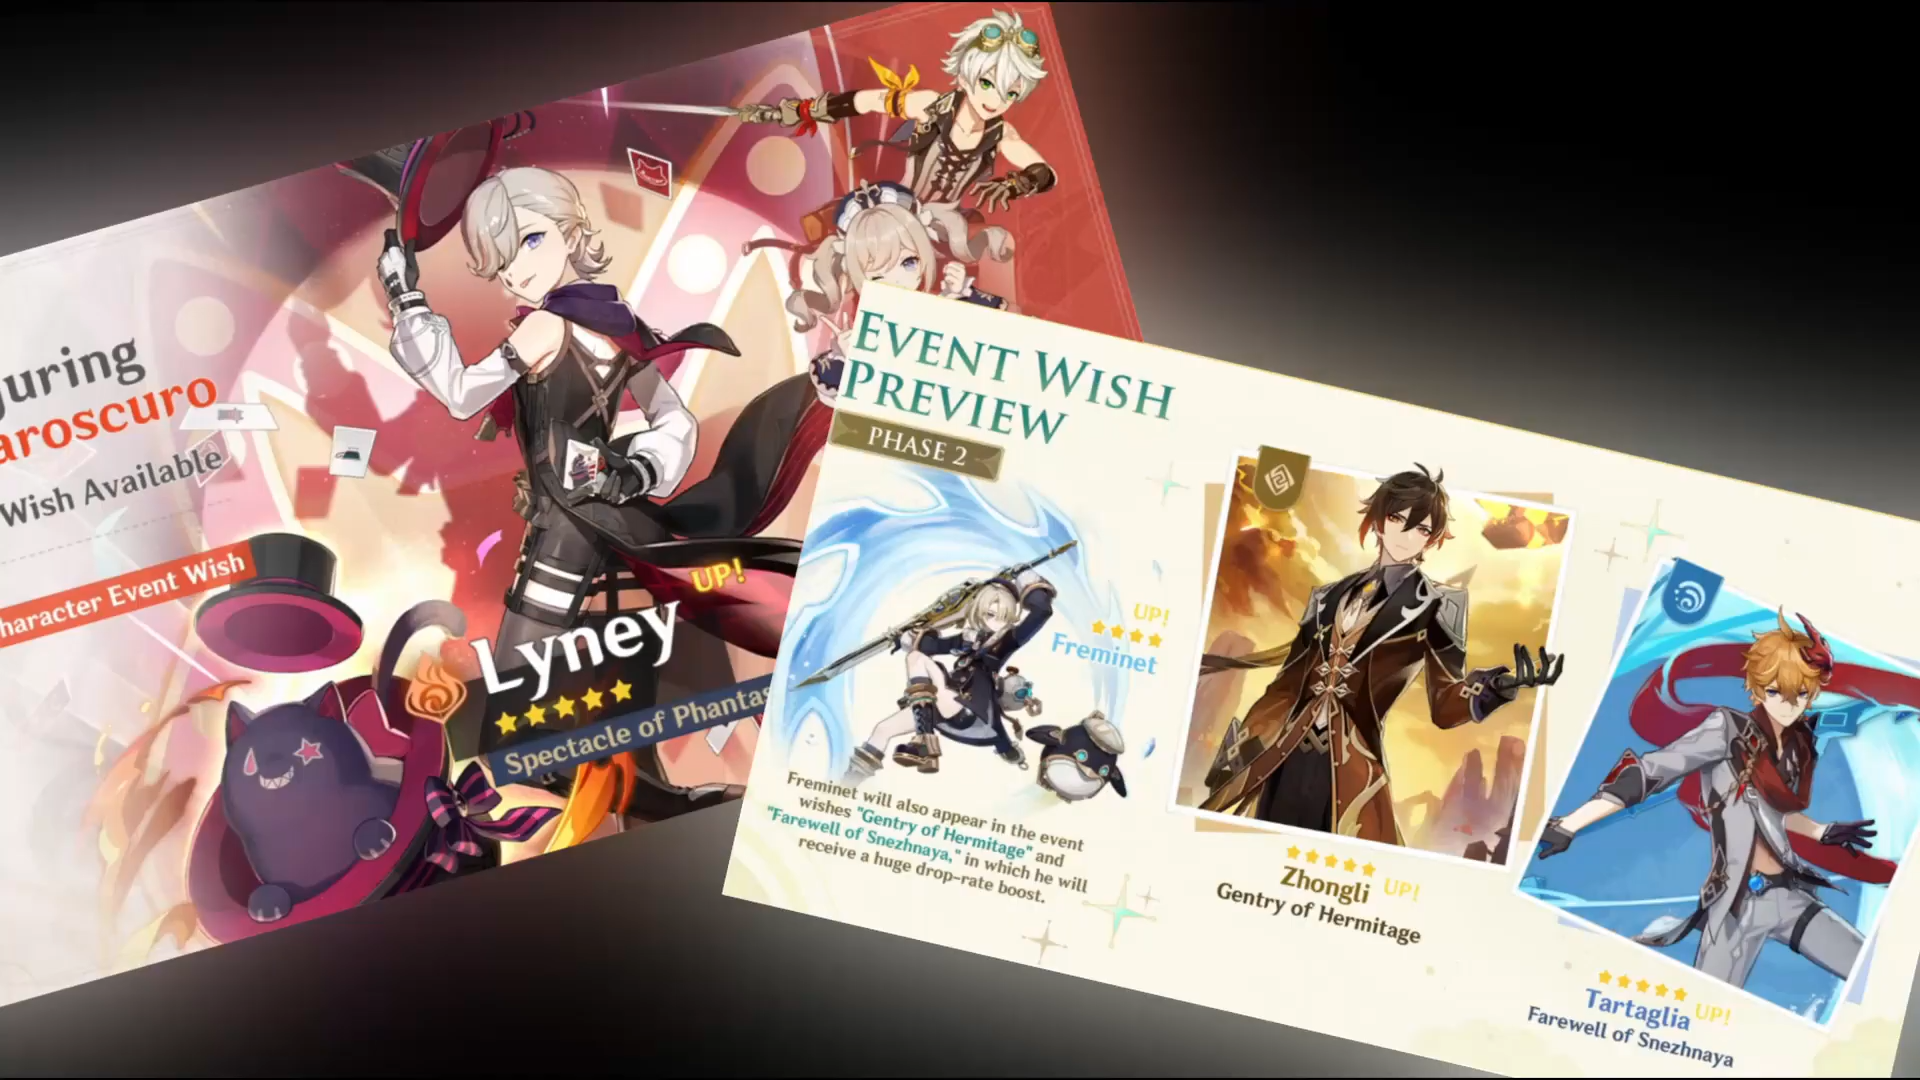 juring
aroscuro
Wish Available
haracter Event Wish
UP!
Lyney
Spectacle of Phantas
EVENT WISH
PREVIEW
PHASE 2
UP!
Freminet
Freminet will also appear in the event
wishes "Gentry of Hermitage" and
"Farewell of Snezhnaya," in which he will
receive a huge drop-rate boost.
Zhongli UP!
Gentry of Hermitage
Tartaglia UP!
Farewell of Snezhnaya